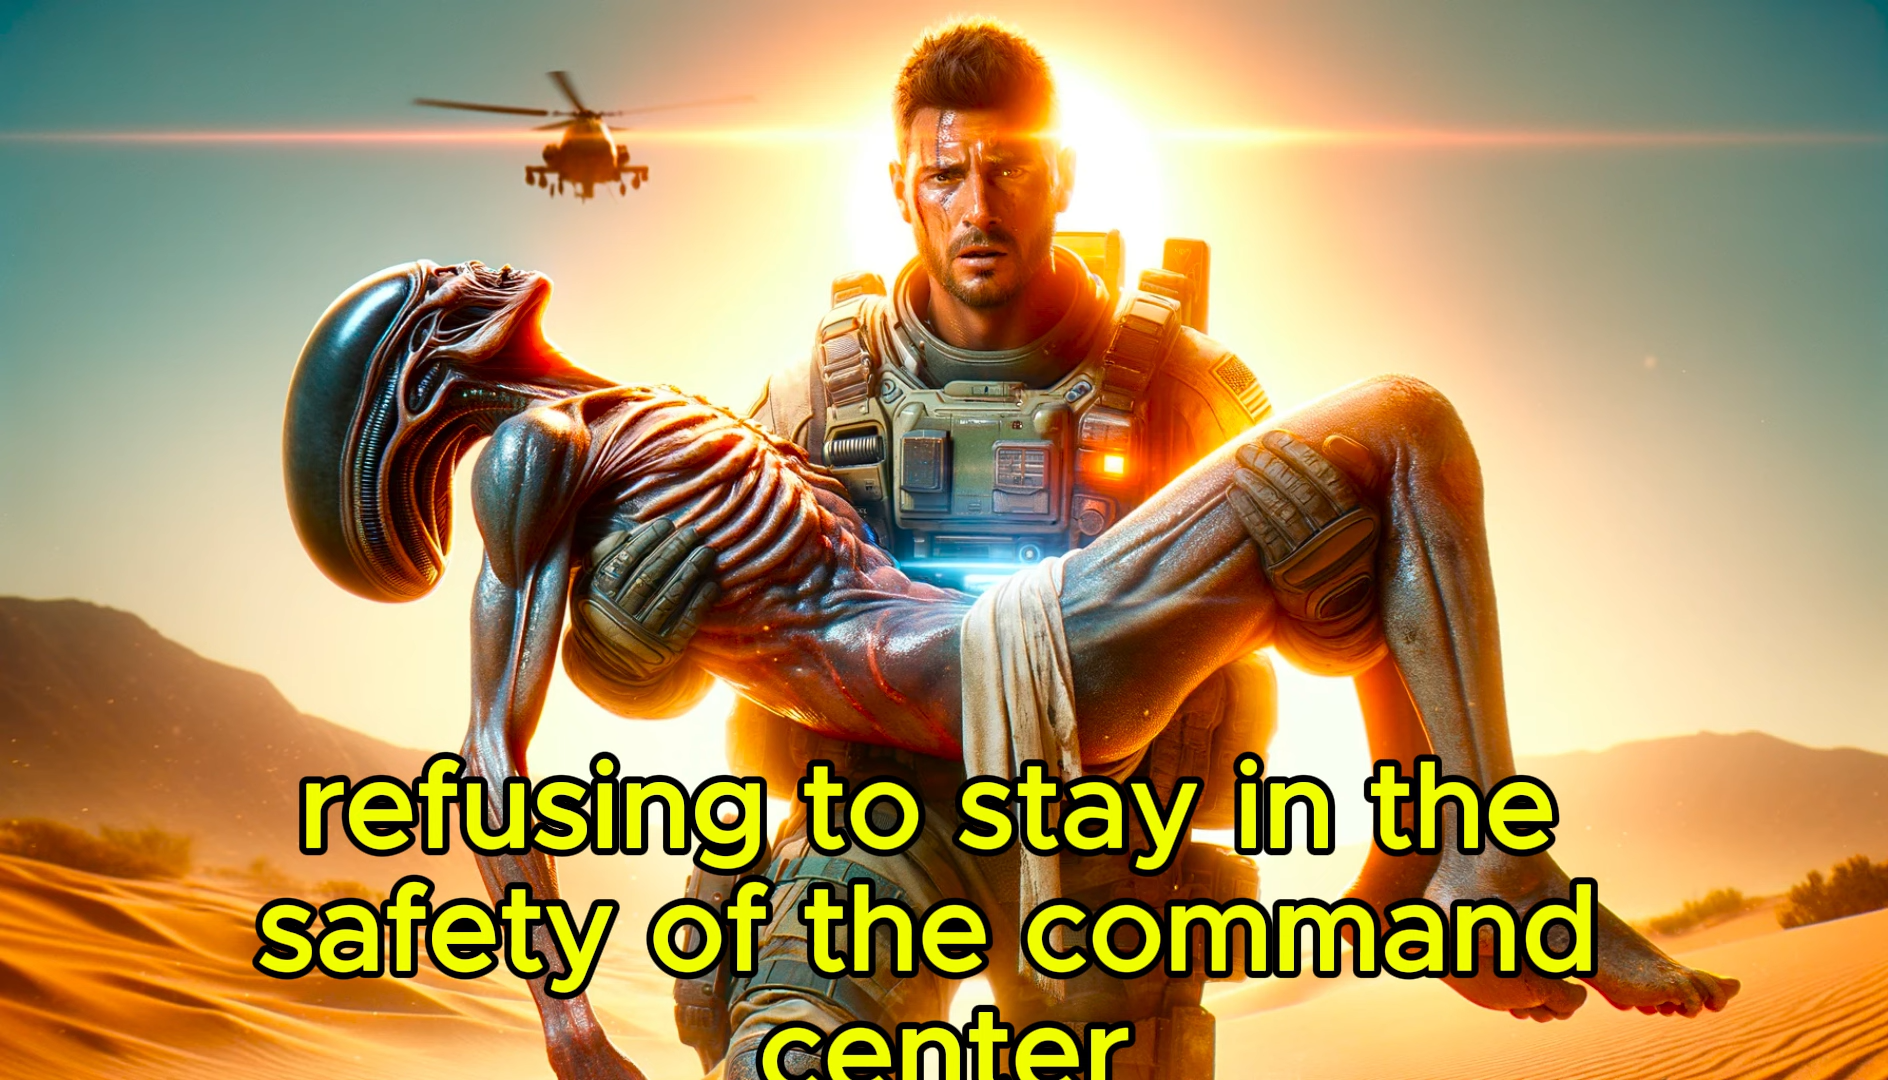 refusing to stay in the
safety of the command
center